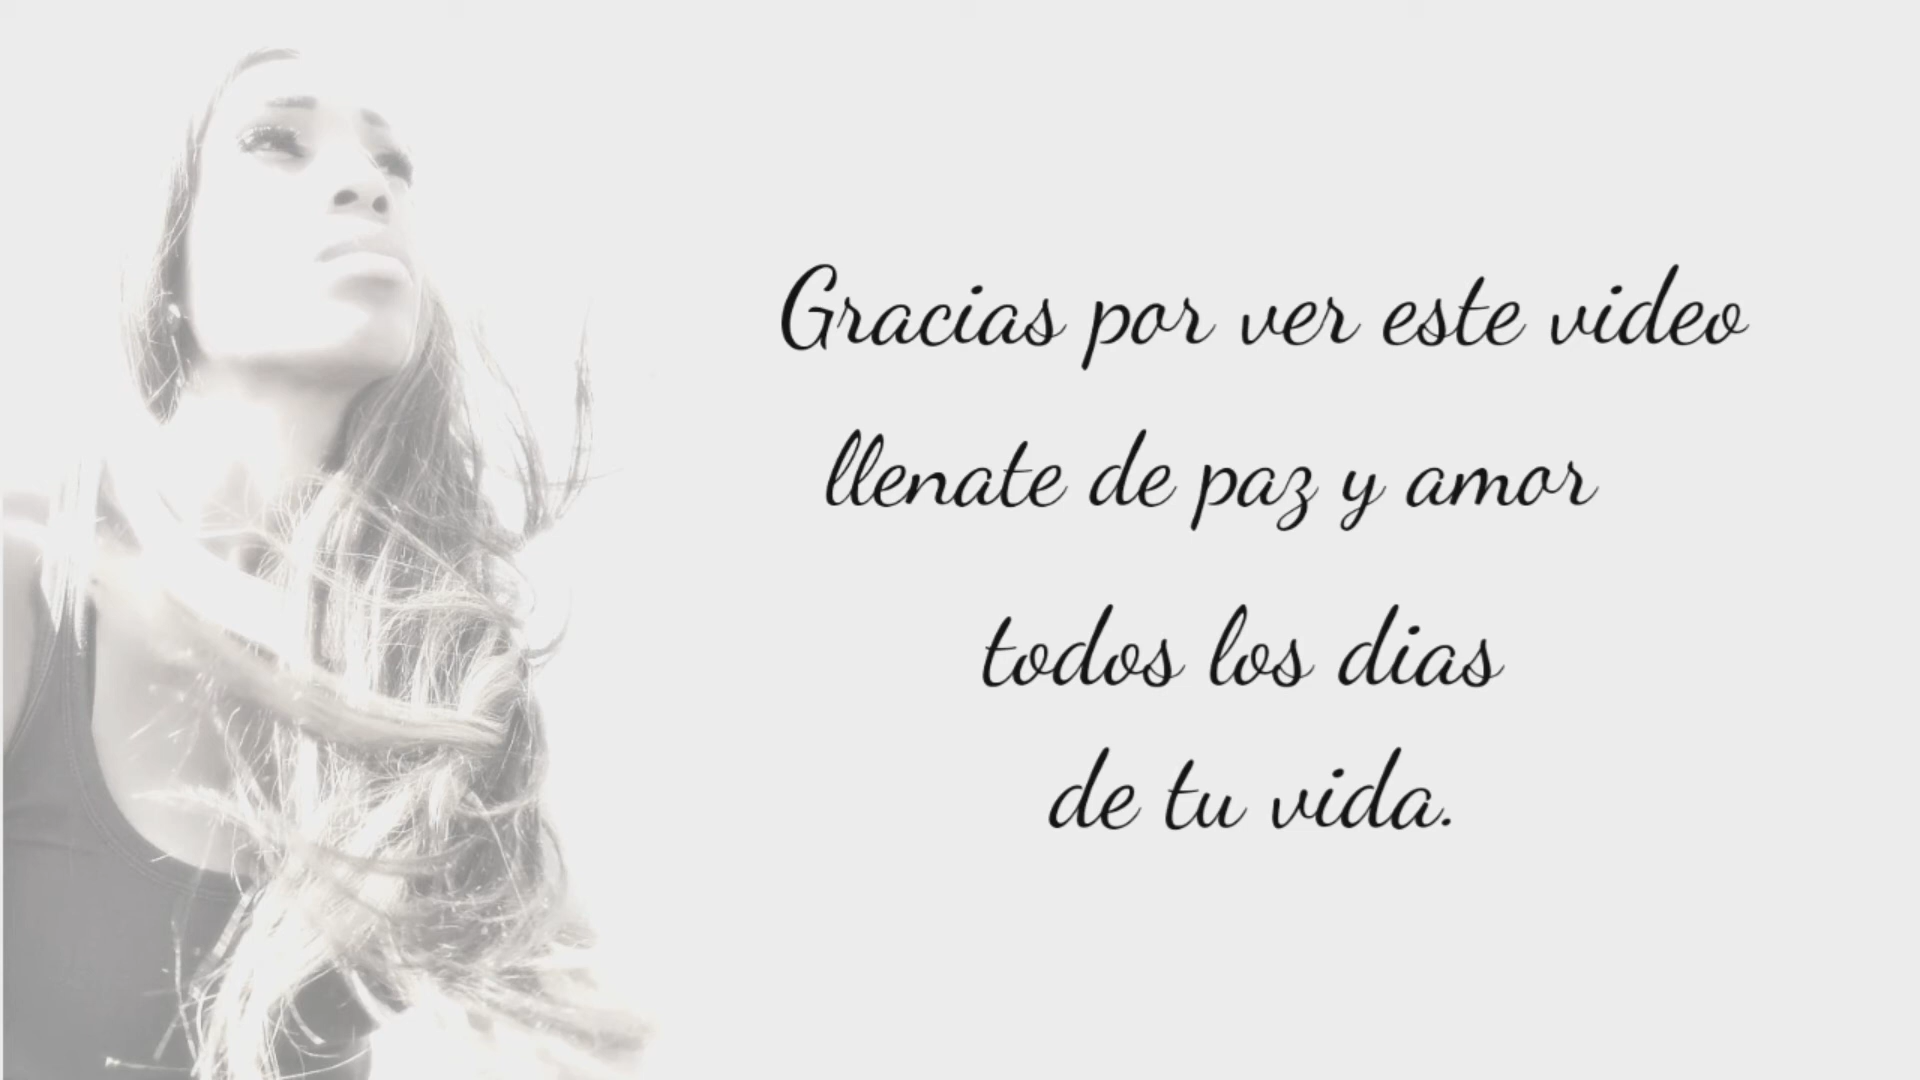 Gracias por ver este video
llenate de paz y amor
todos los dias
de tu vida.